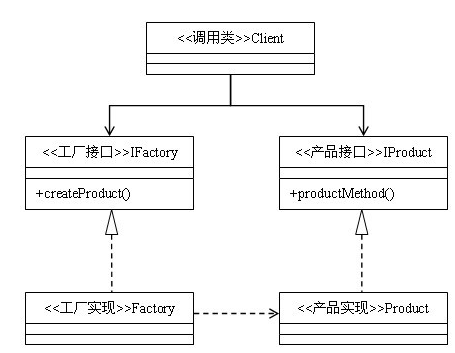 <<调用类>>Client
<<工厂接口>>IFactory
+createProduct()
<<产品接口>>IProduct
+productMethod()
<<工厂实现>>Factory
<<产品实现>>Product